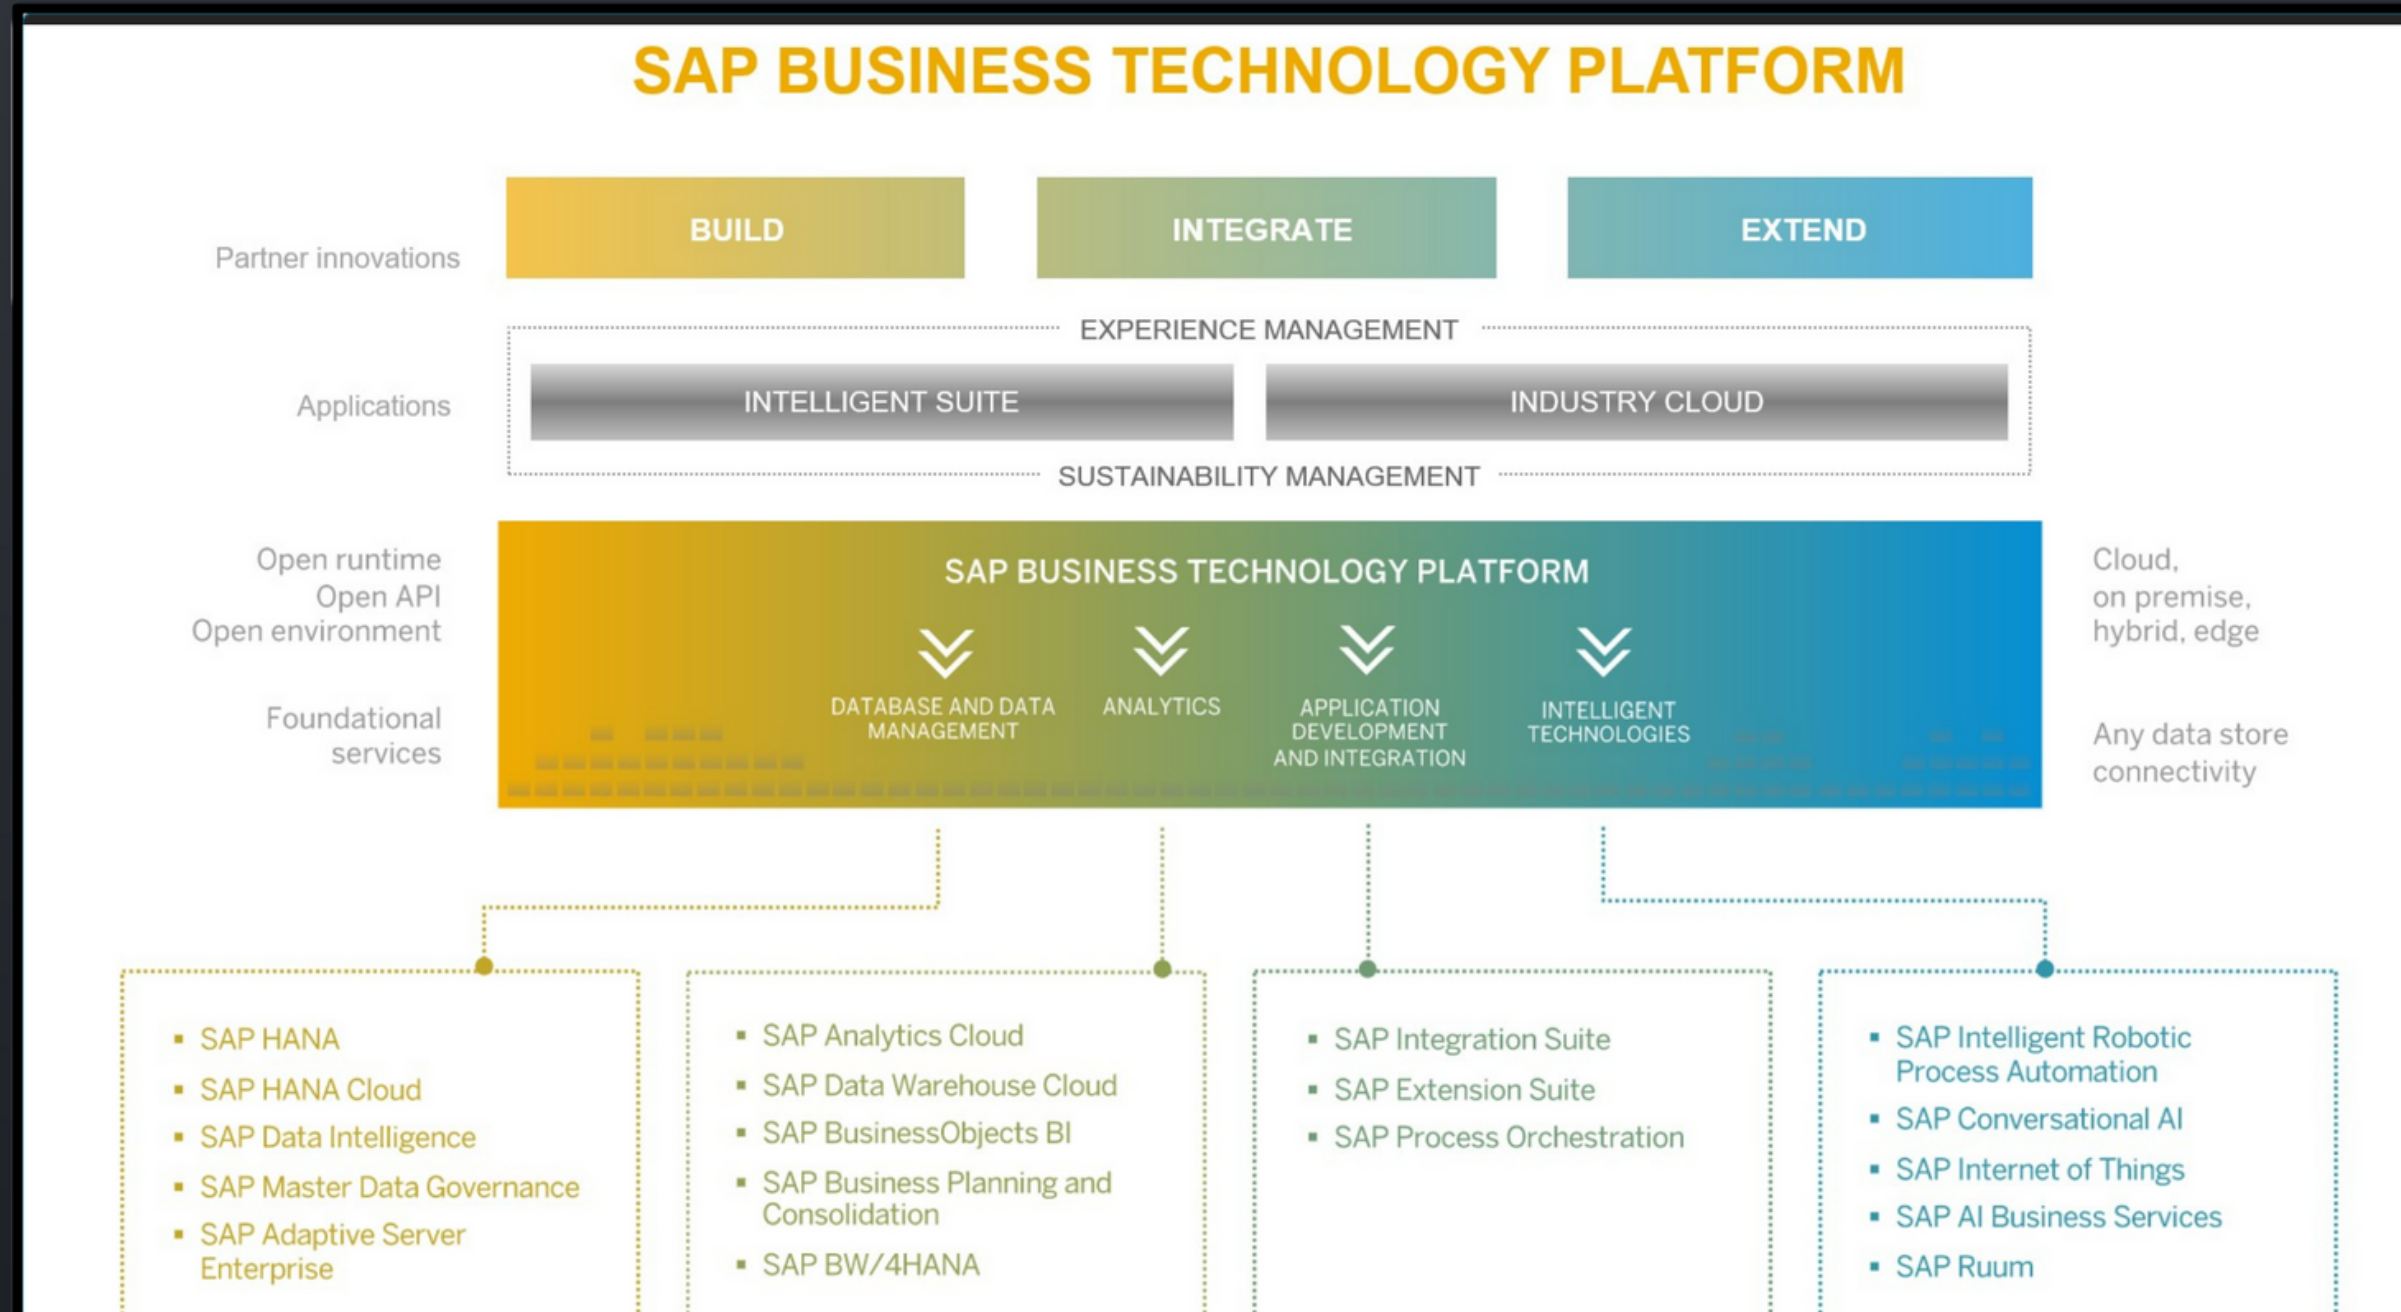 SAP BUSINESS TECHNOLOGY PLATFORM
Partner innovations
BUILD
INTEGRATE
EXTEND
EXPERIENCE MANAGEMENT
Applications
INTELLIGENT SUITE
INDUSTRY CLOUD
SUSTAINABILITY MANAGEMENT
Open runtime
Open API
Open environment
Foundational
services
SAP BUSINESS TECHNOLOGY PLATFORM
DATABASE AND DATA
MANAGEMENT
ANALYTICS
APPLICATION
DEVELOPMENT
AND INTEGRATION
INTELLIGENT
TECHNOLOGIES
Cloud,
on premise,
hybrid, edge
Any data store
connectivity
▪ SAP HANA
▪ SAP HANA Cloud
▪ SAP Data Intelligence
▪ SAP Master Data Governance
▪ SAP Adaptive Server
Enterprise
▪ SAP Analytics Cloud
▪ SAP Data Warehouse Cloud
▪ SAP BusinessObjects BI
▪ SAP Business Planning and
Consolidation
▪ SAP BW/4HANA
▪ SAP Integration Suite
▪ SAP Extension Suite
▪ SAP Process Orchestration
▪ SAP Intelligent Robotic
Process Automation
▪ SAP Conversational AI
▪ SAP Internet of Things
▪ SAP AI Business Services
▪ SAP Ruum